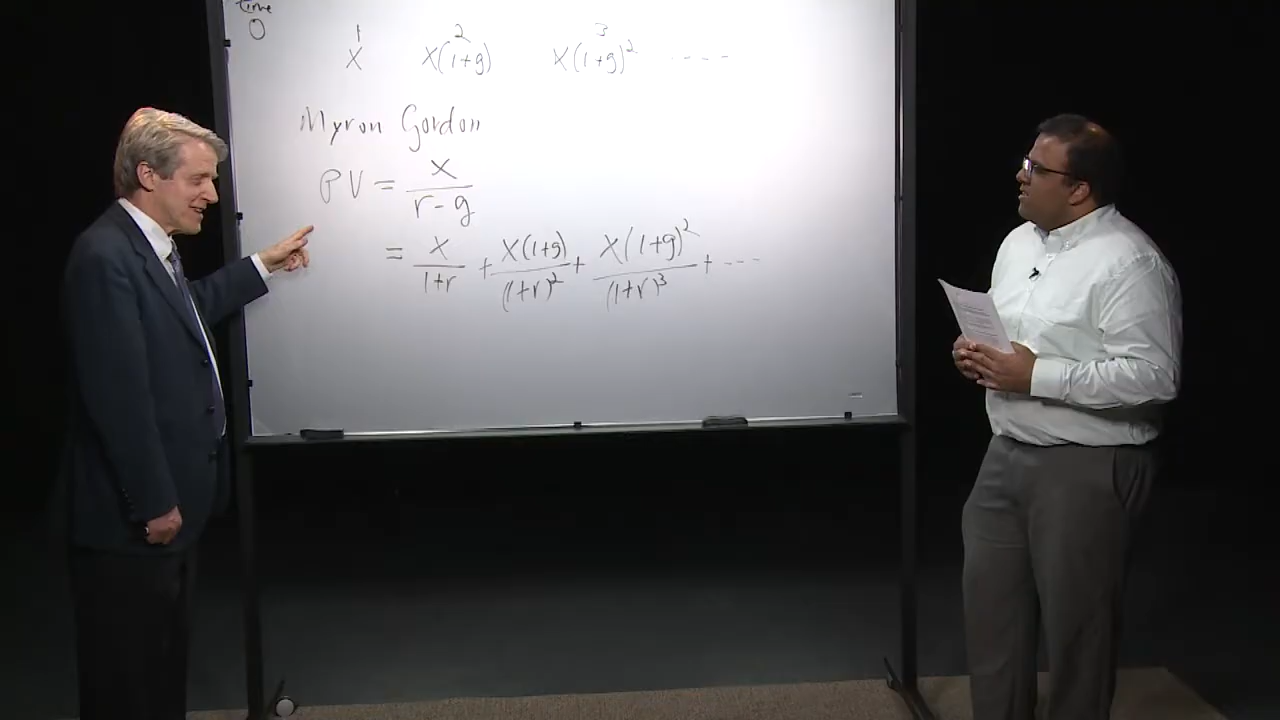 time
0 1 2 3
X X(1+g) X(1+g)² ----
Myron Gordon
PV = X/(r-g)
= X/(1+r) + X(1+g)/(1+r)² + X(1+g)²/(1+r)³ + ---